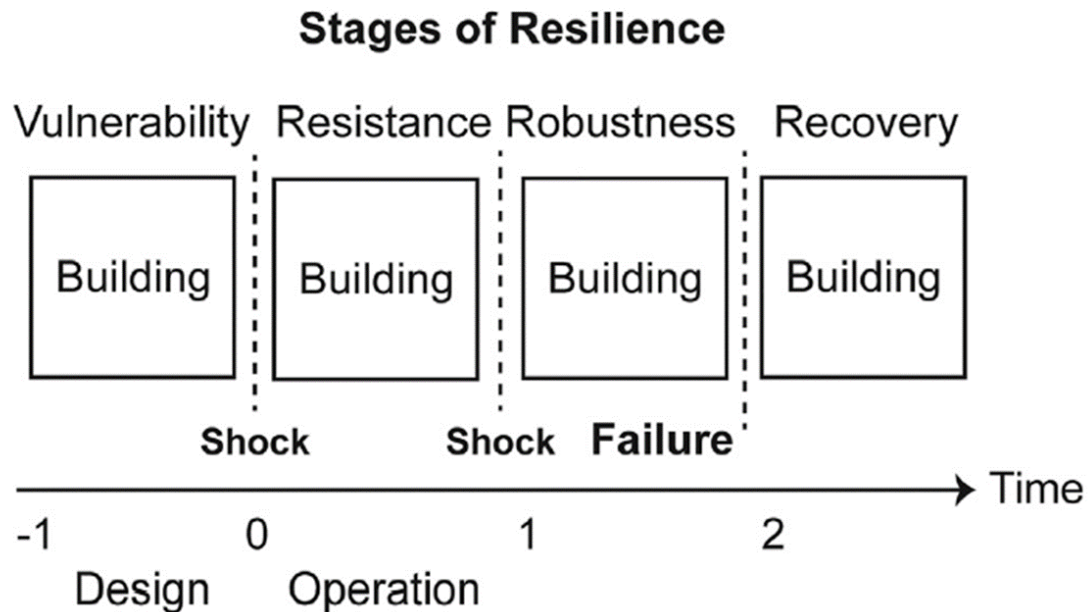 Stages of Resilience
Vulnerability Resistance Robustness Recovery
Building Building Building Building
Shock Shock Failure
Time
-1 0 1 2
Design Operation